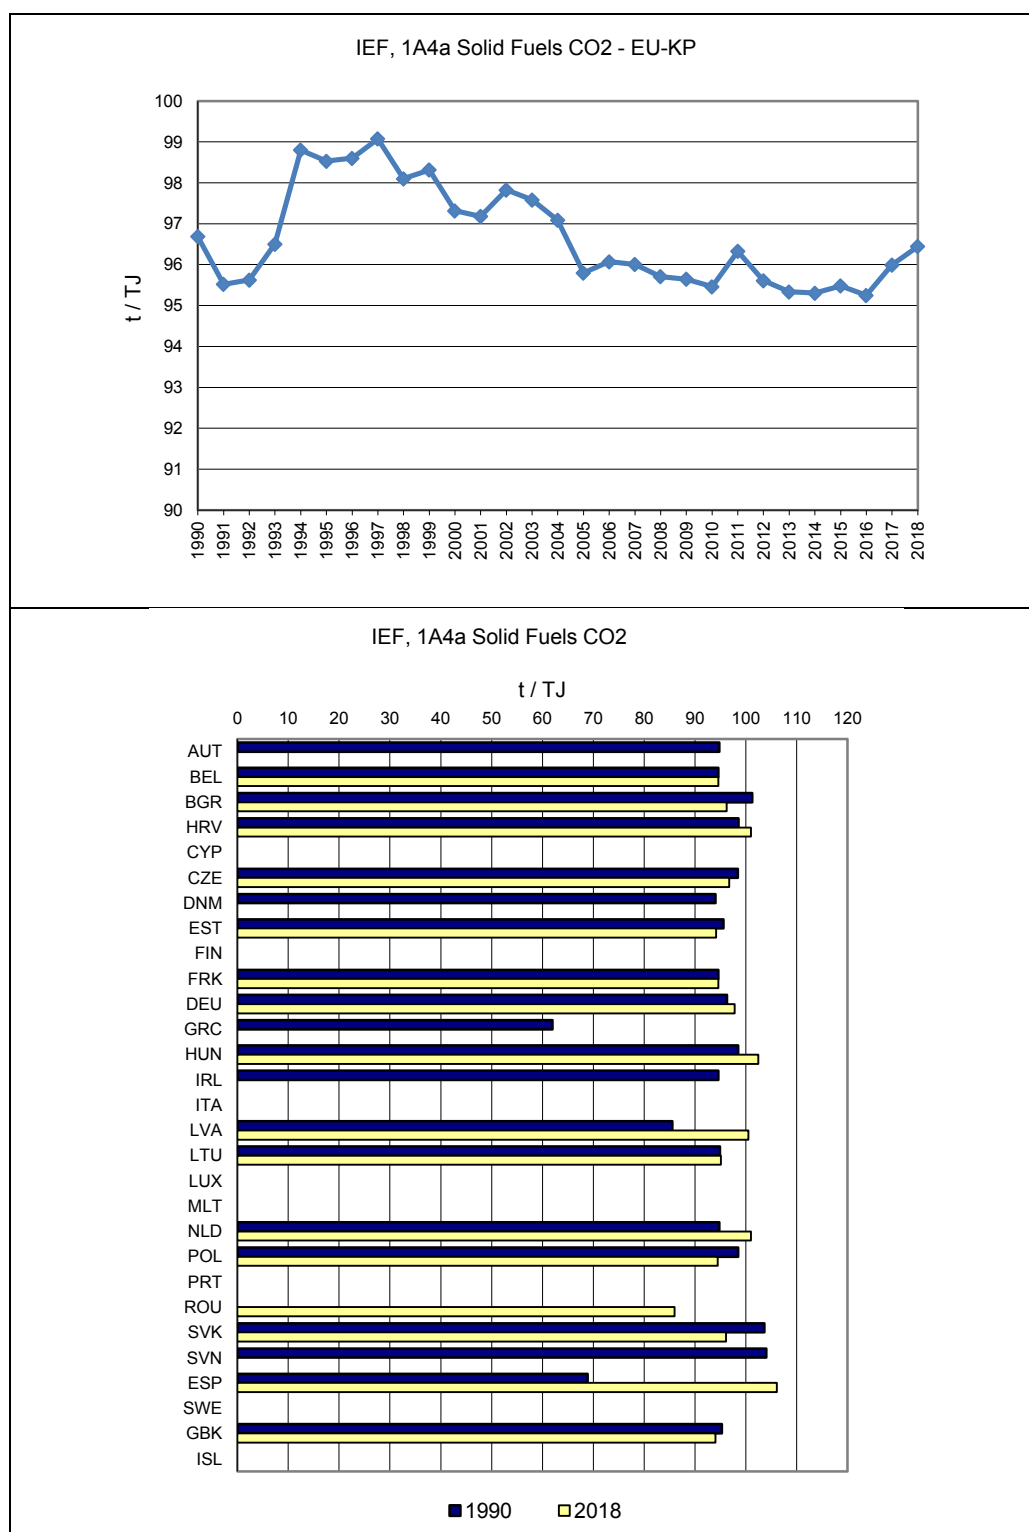 IEF, 1A4a Solid Fuels CO2 - EU-KP
t / TJ
100
99
98
97
96
95
94
93
92
91
90
1990
1991
1992
1993
1994
1995
1996
1997
1998
1999
2000
2001
2002
2003
2004
2005
2006
2007
2008
2009
2010
2011
2012
2013
2014
2015
2016
2017
2018
IEF, 1A4a Solid Fuels CO2
t / TJ
0 10 20 30 40 50 60 70 80 90 100 110 120
AUT
BEL
BGR
HRV
CYP
CZE
DNM
EST
FIN
FRK
DEU
GRC
HUN
IRL
ITA
LVA
LTU
LUX
MLT
NLD
POL
PRT
ROU
SVK
SVN
ESP
SWE
GBK
ISL
1990 2018